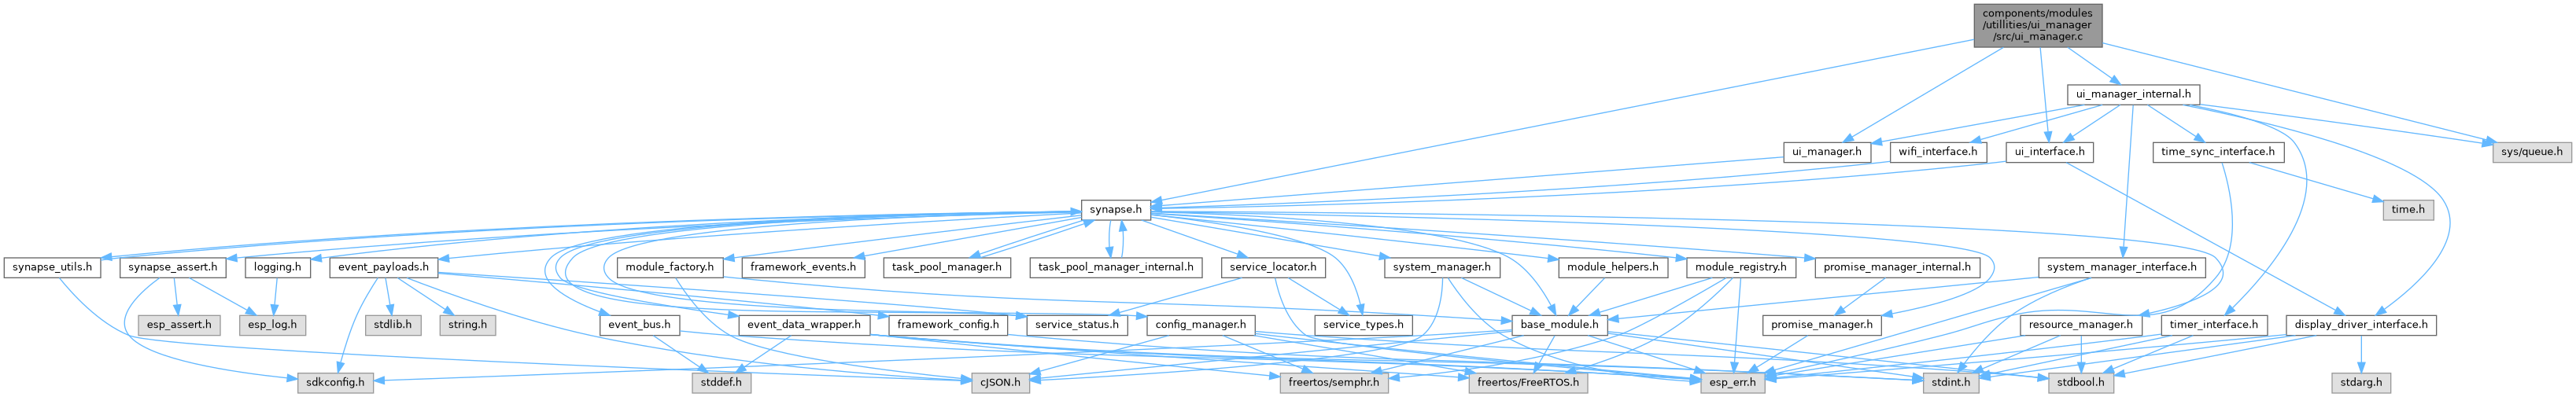 components/modules
/utillities/ui_manager
/src/ui_manager.c
ui_manager_internal.h
ui_manager.h
wifi_interface.h
ui_interface.h
time_sync_interface.h
sys/queue.h
synapse.h
time.h
synapse_utils.h
synapse_assert.h
logging.h
event_payloads.h
module_factory.h
framework_events.h
task_pool_manager.h
task_pool_manager_internal.h
service_locator.h
system_manager.h
module_helpers.h
module_registry.h
promise_manager_internal.h
system_manager_interface.h
esp_assert.h
esp_log.h
stdlib.h
string.h
event_bus.h
event_data_wrapper.h
framework_config.h
service_status.h
config_manager.h
service_types.h
base_module.h
promise_manager.h
resource_manager.h
timer_interface.h
display_driver_interface.h
sdkconfig.h
stddef.h
cJSON.h
freertos/semphr.h
freertos/FreeRTOS.h
esp_err.h
stdint.h
stdbool.h
stdarg.h